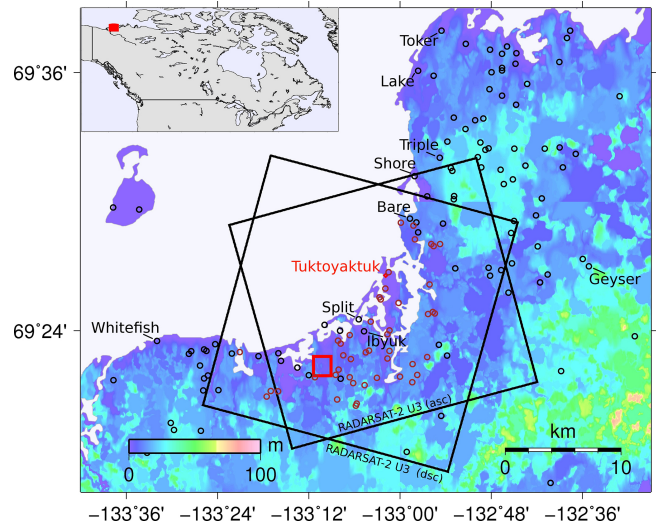 Toker
69°36'
Lake
Triple
Shore
Bare
Tuktoyaktuk
Geyser
Split
Whitefish
69°24'
Ibyuk
RADARSAT-2 U3 (asc)
RADARSAT-2 U3 (dsc)
m
km
0 100
0 10
−133°36' −133°24' −133°12' −133°00' −132°48' −132°36'